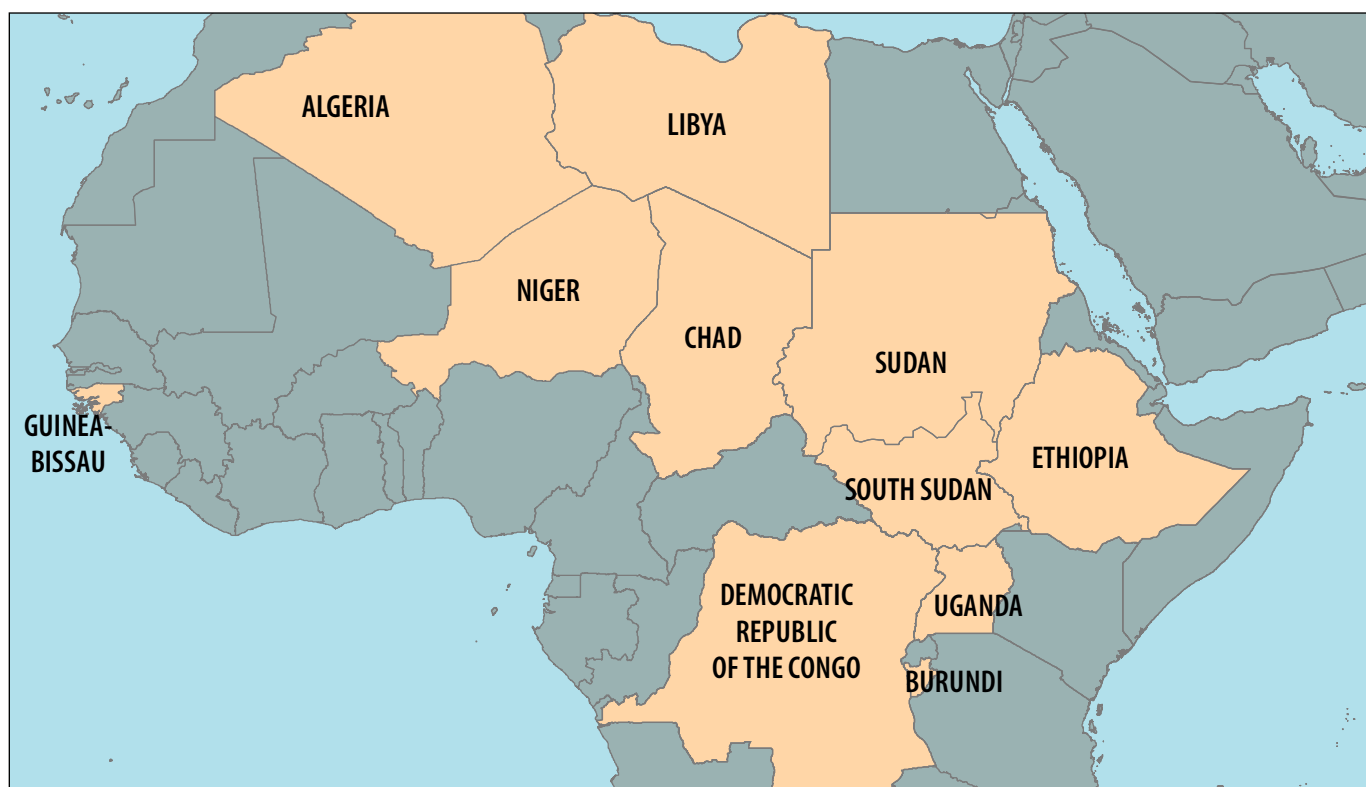 ALGERIA
LIBYA
NIGER
CHAD
SUDAN
GUINEA-
BISSAU
ETHIOPIA
SOUTH SUDAN
DEMOCRATIC
REPUBLIC
OF THE CONGO
UGANDA
BURUNDI